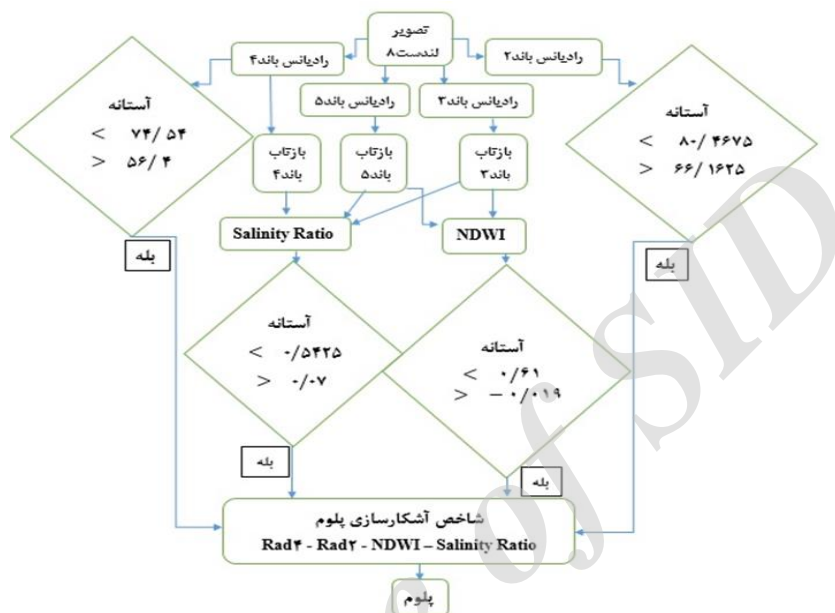 تصویر
لندست۸
رادیانس باند۲
رادیانس باند۴
رادیانس باند۳
رادیانس باند۵
آستانه
< ۸۰/۴۶۷۵
> ۶۶/۱۶۲۵
آستانه
< ۷۴/۵۴
> ۵۶/۴
بازتاب
باند۳
بازتاب
باند۵
بازتاب
باند۴
NDWI
Salinity Ratio
بله
بله
آستانه
< ۰/۶۱
> − ۰/۰۱۹
آستانه
< ۰/۵۴۲۵
> ۰/۰۷
بله
بله
شاخص آشکارسازی پلوم
Rad۴ - Rad۲ - NDWI – Salinity Ratio
پلوم
of SID